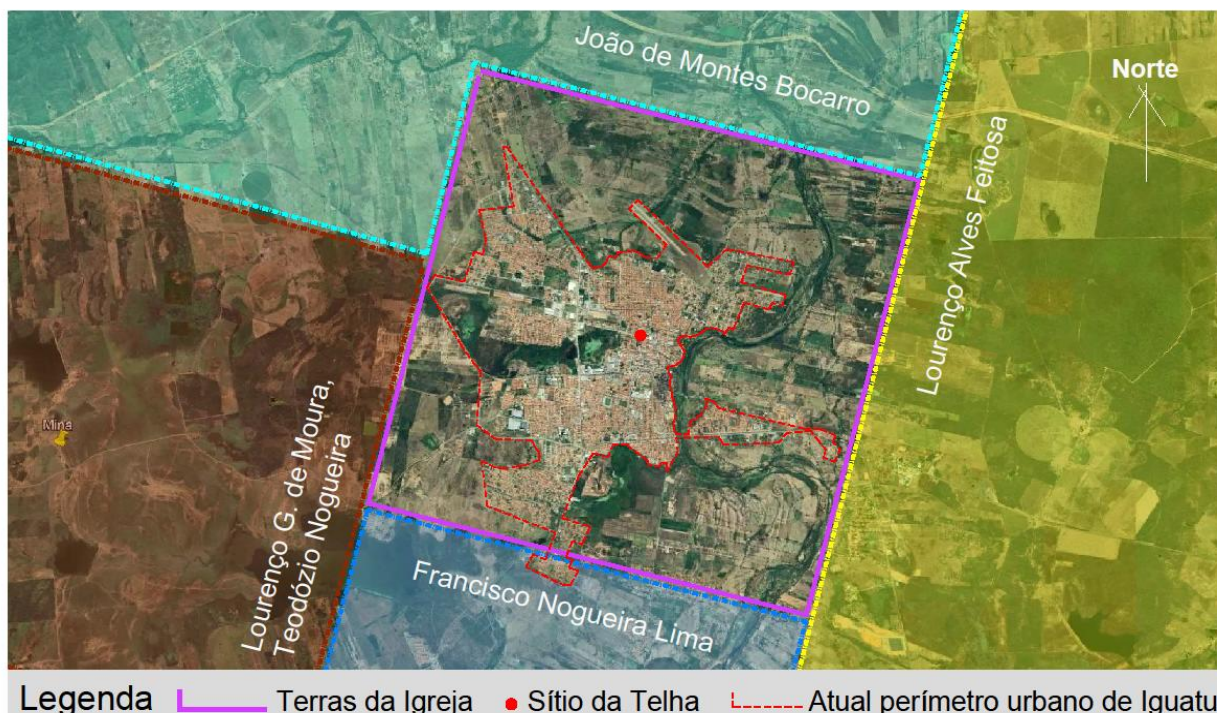 João de Montes Bocarro
Norte
Lourenço Alves Feitosa
Mina
Lourenço G. de Moura,
Teodózio Nogueira
Francisco Nogueira Lima
Legenda Terras da Igreja Sítio da Telha Atual perímetro urbano de Iguatu